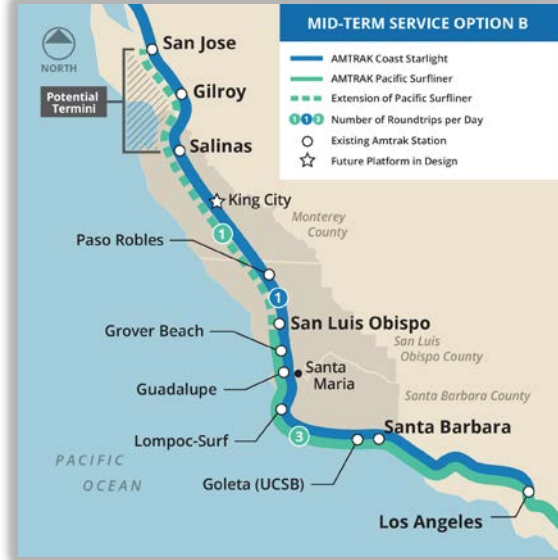 MID-TERM SERVICE OPTION B
AMTRAK Coast Starlight
AMTRAK Pacific Surfliner
Extension of Pacific Surfliner
1 1 3 Number of Roundtrips per Day
Existing Amtrak Station
Future Platform in Design
NORTH
San Jose
Potential
Termini
Gilroy
Salinas
King City
Monterey
County
1
Paso Robles
1
San Luis Obispo
Grover Beach
San Luis
Obispo County
Santa
Maria
Guadalupe
Santa Barbara County
Lompoc-Surf
3
Santa Barbara
Goleta (UCSB)
PACIFIC
OCEAN
Los Angeles